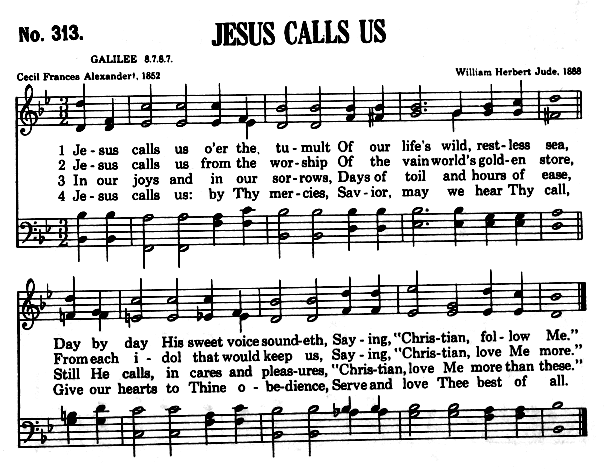 No. 313.
JESUS CALLS US
GALILEE 8.7.8.7.
Cecil Frances Alexander†, 1852
William Herbert Jude, 1888
1 Je - sus calls us o'er the tu - mult Of our life's wild, rest - less sea,
2 Je - sus calls us from the wor - ship Of the vain world's gold - en store,
3 In our joys and in our sor - rows, Days of toil and hours of ease,
4 Je - sus calls us: by Thy mer - cies, Sav - ior, may we hear Thy call,
Day by day His sweet voice sound - eth, Say - ing, "Chris - tian, fol - low Me."
From each i - dol that would keep us, Say - ing, "Chris - tian, love Me more."
Still He calls, in cares and pleas - ures, "Chris - tian, love Me more than these."
Give our hearts to Thine o - be - dience, Serve and love Thee best of all.